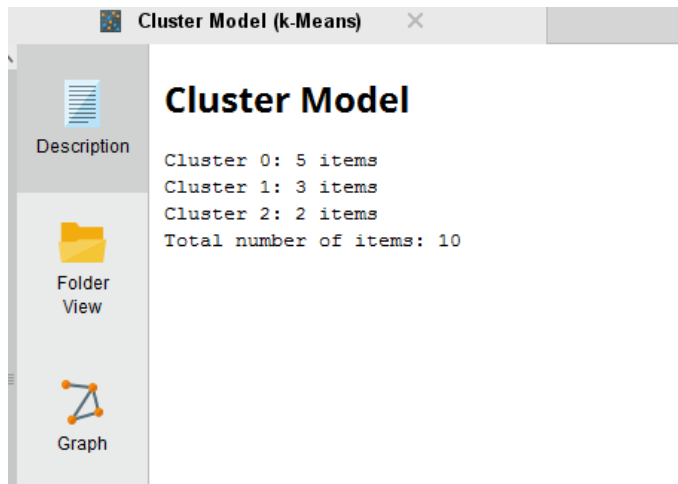 Cluster Model (k-Means)
Description
Folder
View
Graph
Cluster Model
Cluster 0: 5 items
Cluster 1: 3 items
Cluster 2: 2 items
Total number of items: 10